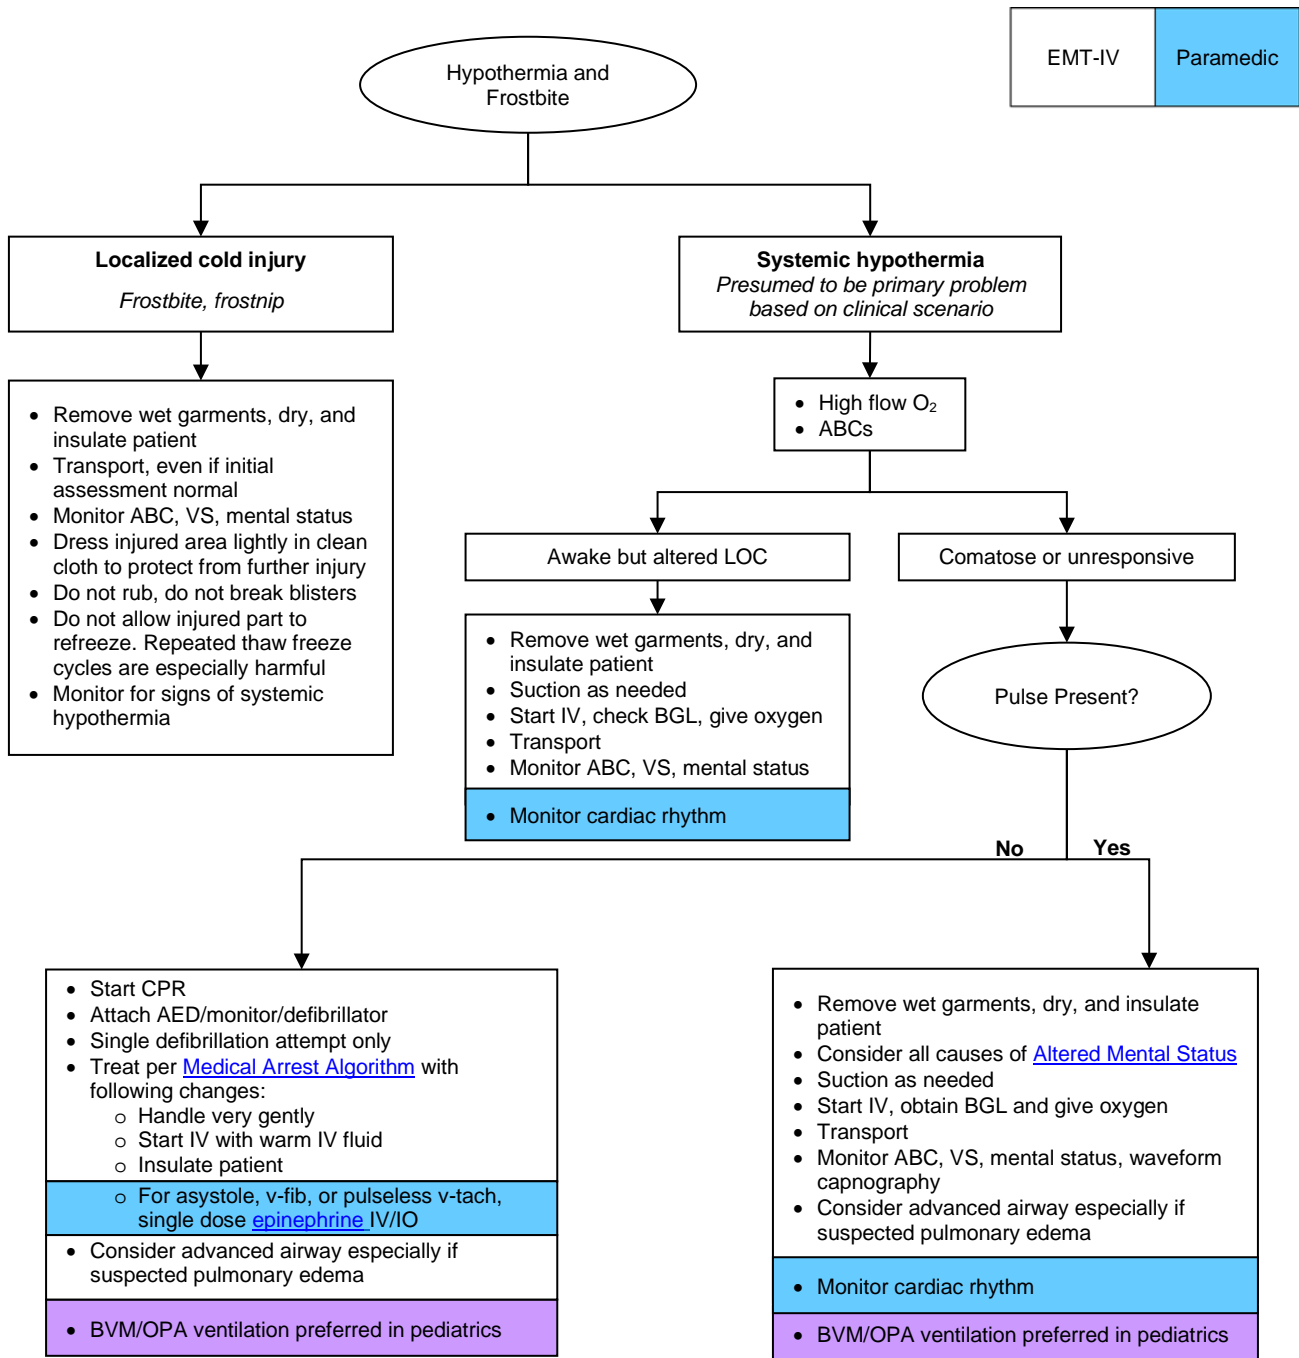 Hypothermia and
Frostbite
EMT-IV
Paramedic
Localized cold injury
Frostbite, frostnip
Systemic hypothermia
Presumed to be primary problem
based on clinical scenario
• Remove wet garments, dry, and
insulate patient
• Transport, even if initial
assessment normal
• Monitor ABC, VS, mental status
• Dress injured area lightly in clean
cloth to protect from further injury
• Do not rub, do not break blisters
• Do not allow injured part to
refreeze. Repeated thaw freeze
cycles are especially harmful
• Monitor for signs of systemic
hypothermia
• High flow O₂
• ABCs
Awake but altered LOC
Comatose or unresponsive
• Remove wet garments, dry, and
insulate patient
• Suction as needed
• Start IV, check BGL, give oxygen
• Transport
• Monitor ABC, VS, mental status
• Monitor cardiac rhythm
Pulse Present?
No
Yes
• Start CPR
• Attach AED/monitor/defibrillator
• Single defibrillation attempt only
• Treat per Medical Arrest Algorithm with
following changes:
o Handle very gently
o Start IV with warm IV fluid
o Insulate patient
o For asystole, v-fib, or pulseless v-tach,
single dose epinephrine IV/IO
• Consider advanced airway especially if
suspected pulmonary edema
• BVM/OPA ventilation preferred in pediatrics
• Remove wet garments, dry, and insulate
patient
• Consider all causes of Altered Mental Status
• Suction as needed
• Start IV, obtain BGL and give oxygen
• Transport
• Monitor ABC, VS, mental status, waveform
capnography
• Consider advanced airway especially if
suspected pulmonary edema
• Monitor cardiac rhythm
• BVM/OPA ventilation preferred in pediatrics